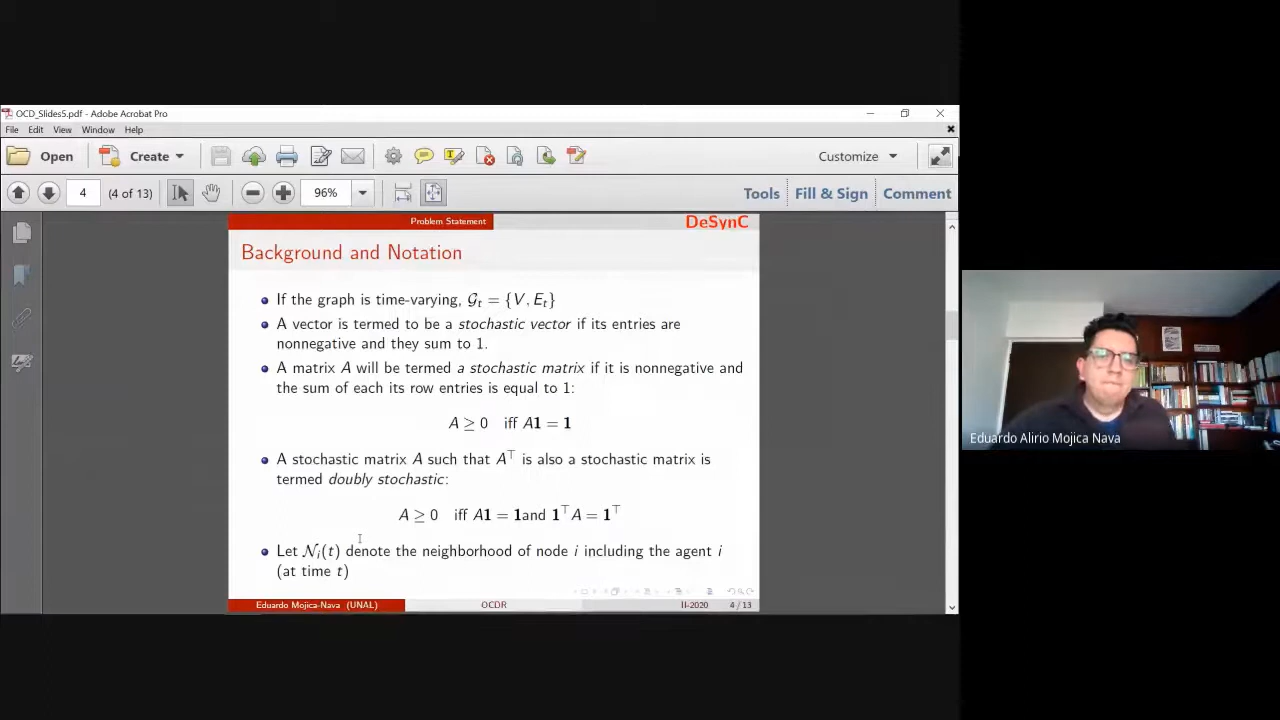 OCD_Slides5.pdf - Adobe Acrobat Pro
File Edit View Window Help
Open Create Customize
4 (4 of 13) 96% Tools Fill & Sign Comment
Problem Statement
DeSynC
Background and Notation
If the graph is time-varying, 𝒢ₜ = {V, Eₜ}
A vector is termed to be a stochastic vector if its entries are
nonnegative and they sum to 1.
A matrix A will be termed a stochastic matrix if it is nonnegative and
the sum of each its row entries is equal to 1:
A ≥ 0 iff A1 = 1
A stochastic matrix A such that A⊤ is also a stochastic matrix is
termed doubly stochastic:
A ≥ 0 iff A1 = 1and 1⊤A = 1⊤
Let 𝒩ᵢ(t) denote the neighborhood of node i including the agent i
(at time t)
Eduardo Mojica-Nava (UNAL) OCDR II-2020 4 / 13
Eduardo Alirio Mojica Nava